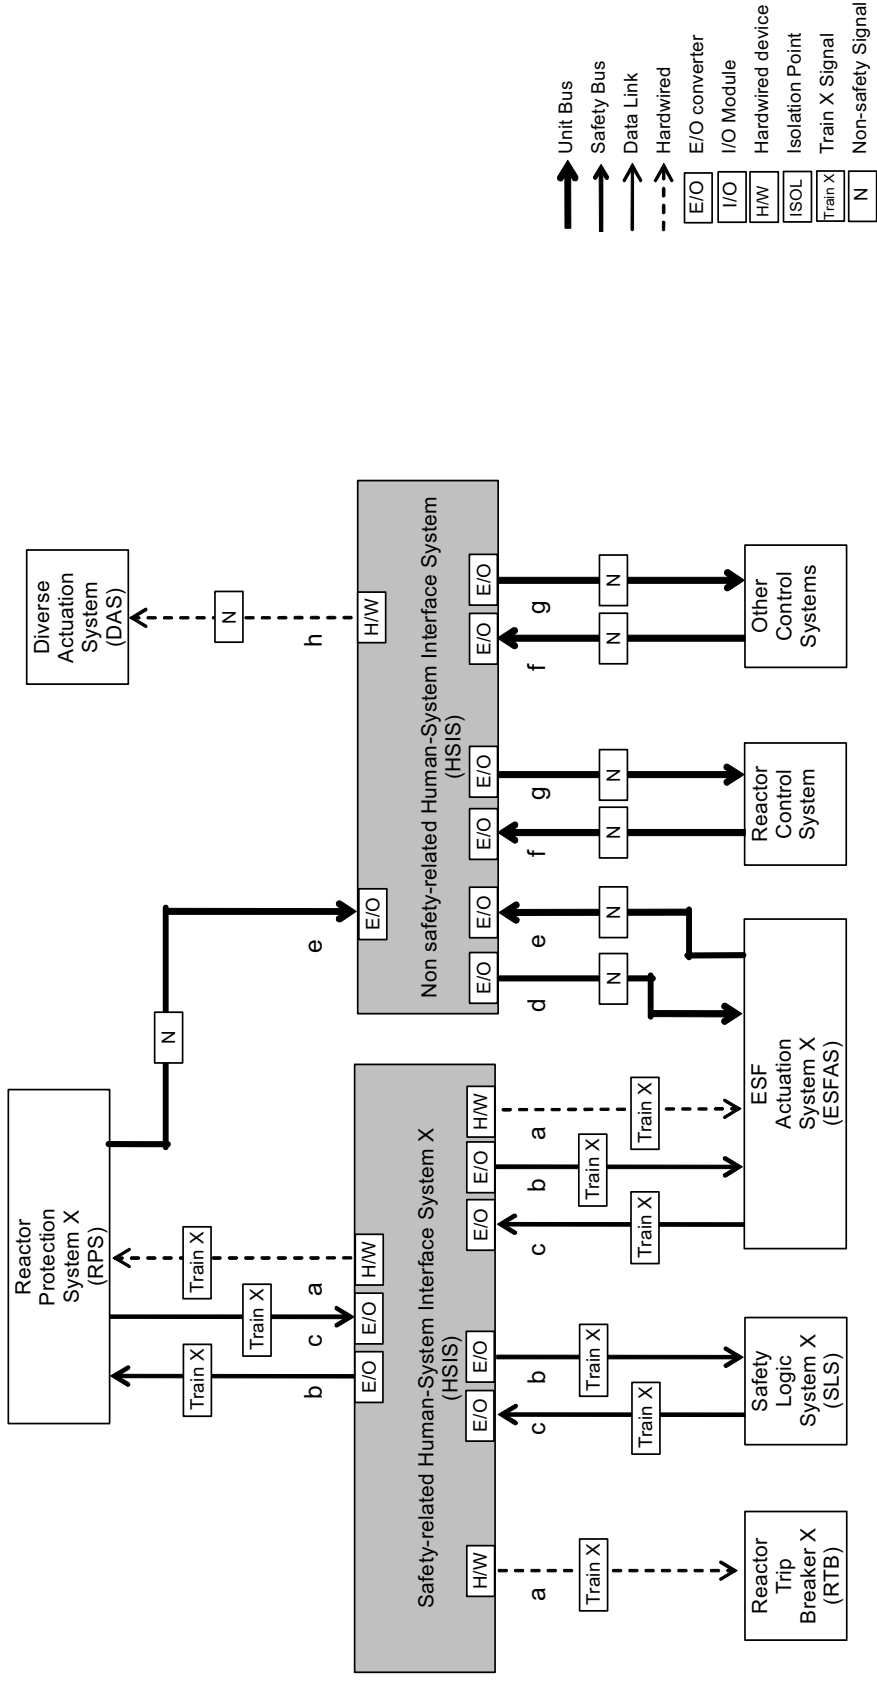 Reactor
Protection
System X
(RPS)
Diverse
Actuation
System
(DAS)
N
Train X
Train X
N
Train X
b
c
a
e
h
E/O
E/O
H/W
E/O
H/W
Safety-related Human-System Interface System X
(HSIS)
Non safety-related Human-System Interface System
(HSIS)
H/W
E/O
E/O
E/O
E/O
H/W
E/O
E/O
E/O
E/O
E/O
E/O
a
c
b
c
b
a
d
e
f
g
f
g
Train X
Train X
Train X
N
N
N
N
N
N
Train X
Train X
Train X
Reactor
Trip
Breaker X
(RTB)
Safety
Logic
System X
(SLS)
ESF
Actuation
System X
(ESFAS)
Reactor
Control
System
Other
Control
Systems
Unit Bus
Safety Bus
Data Link
Hardwired
E/O E/O converter
I/O I/O Module
H/W Hardwired device
ISOL Isolation Point
Train X Train X Signal
N Non-safety Signal